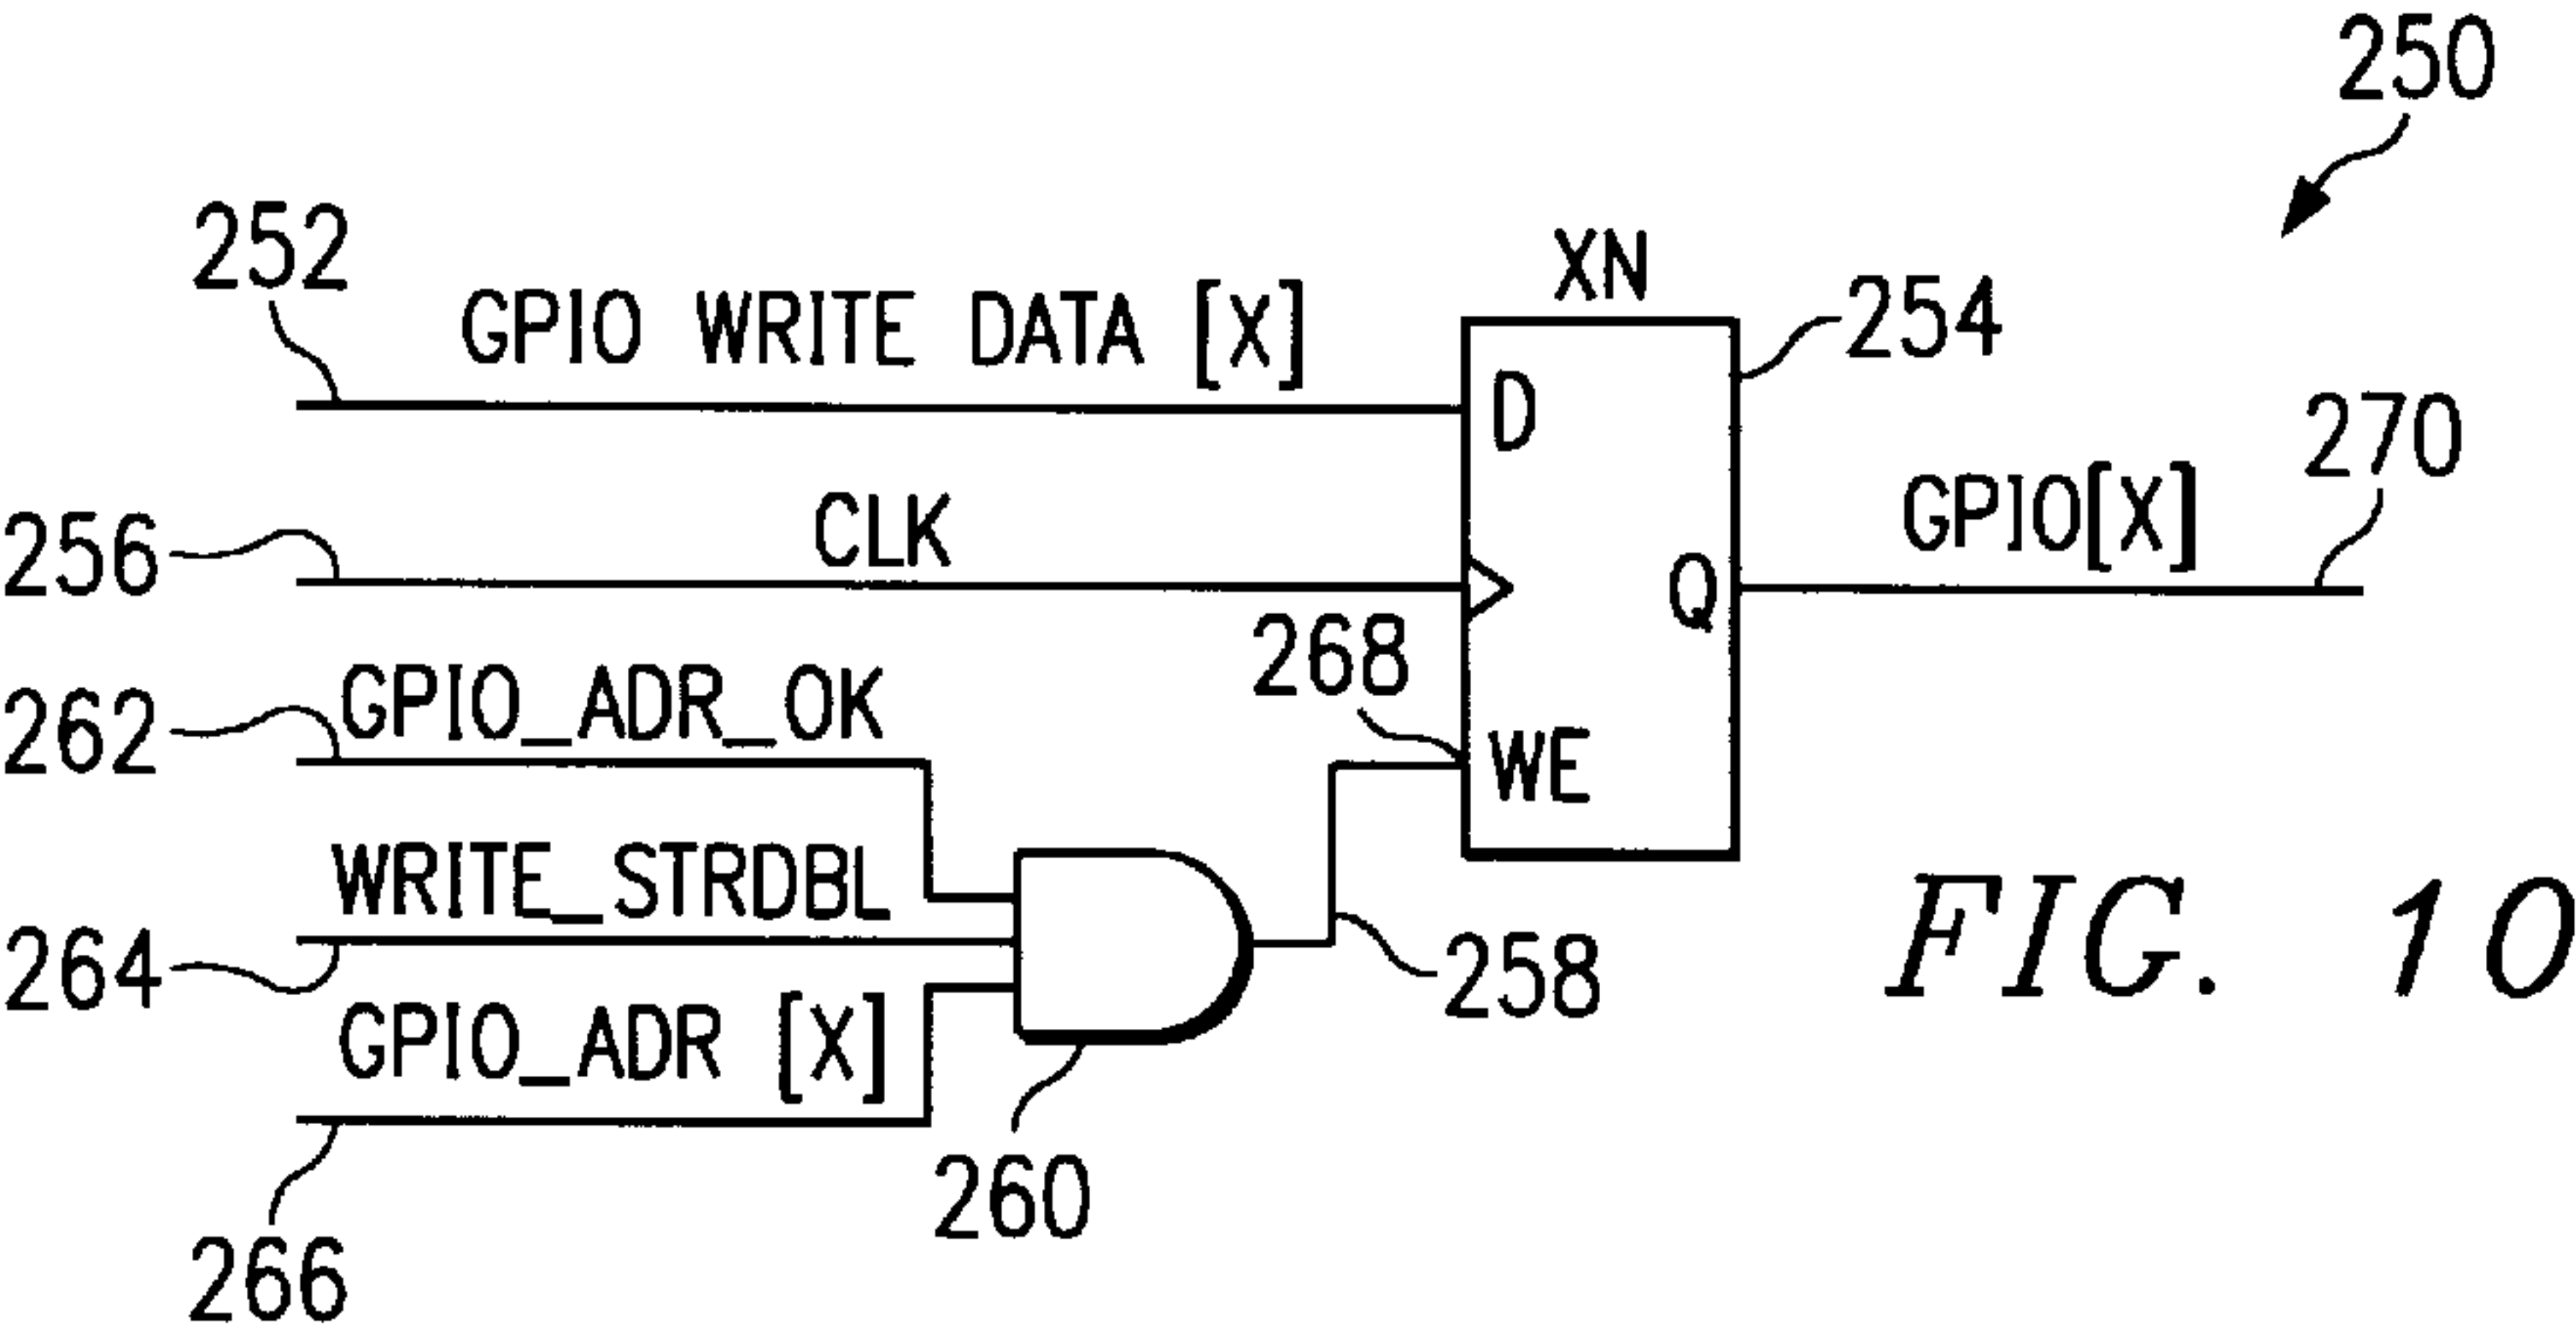 250
252
GPIO WRITE DATA [X]
XN
254
D
270
256
CLK
GPIO[X]
Q
262
GPIO_ADR_OK
268
WE
WRITE_STRDBL
264
258
FIG. 10
GPIO_ADR [X]
260
266